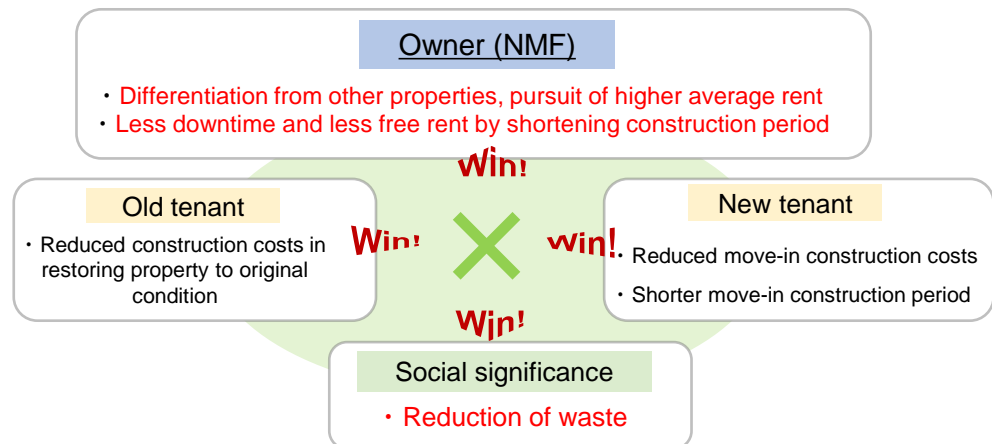 Owner (NMF)
・Differentiation from other properties, pursuit of higher average rent
・Less downtime and less free rent by shortening construction period
Win!
Old tenant
・Reduced construction costs in
restoring property to original
condition
Win!
Win!
New tenant
・Reduced move-in construction costs
・Shorter move-in construction period
Win!
Social significance
・Reduction of waste